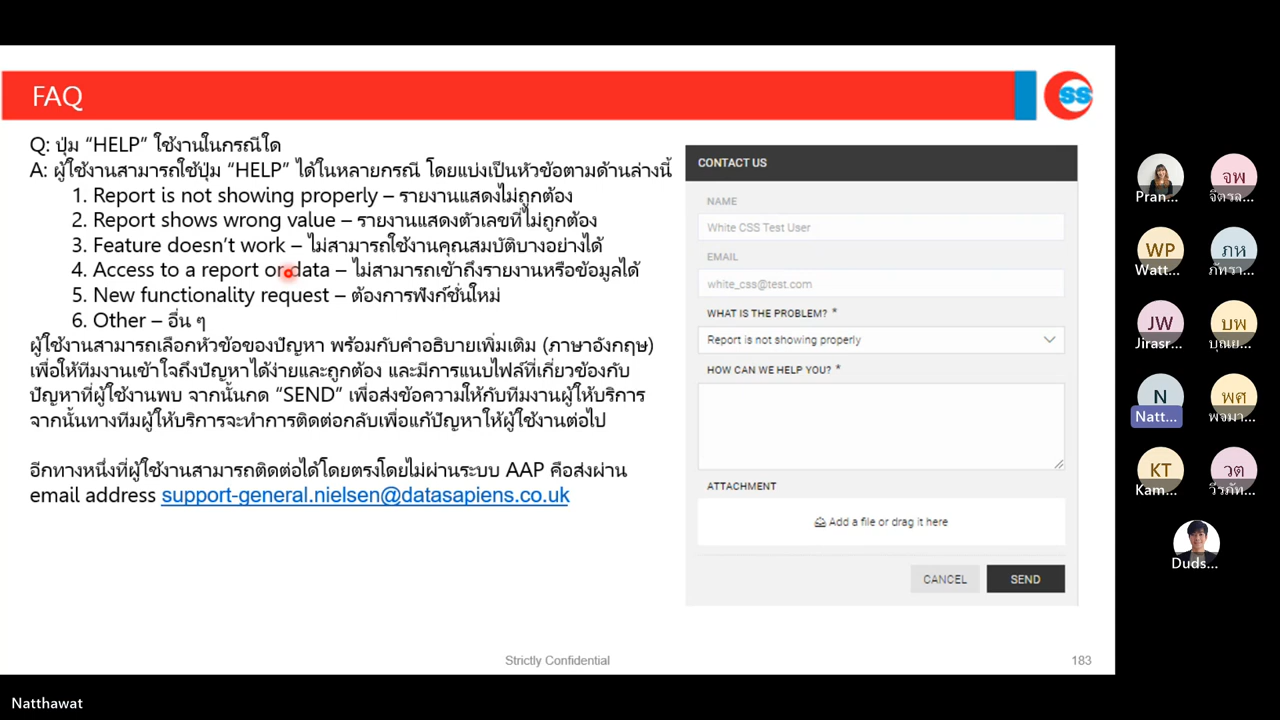 FAQ
SS
Q: ปุ่ม “HELP” ใช้งานในกรณีใด
A: ผู้ใช้งานสามารถใช้ปุ่ม “HELP” ได้ในหลายกรณี โดยแบ่งเป็นหัวข้อตามด้านล่างนี้
1. Report is not showing properly – รายงานแสดงไม่ถูกต้อง
2. Report shows wrong value – รายงานแสดงตัวเลขที่ไม่ถูกต้อง
3. Feature doesn’t work – ไม่สามารถใช้งานคุณสมบัติบางอย่างได้
4. Access to a report or data – ไม่สามารถเข้าถึงรายงานหรือข้อมูลได้
5. New functionality request – ต้องการฟังก์ชั่นใหม่
6. Other – อื่น ๆ
ผู้ใช้งานสามารถเลือกหัวข้อของปัญหา พร้อมกับคำอธิบายเพิ่มเติม (ภาษาอังกฤษ)
เพื่อให้ทีมงานเข้าใจถึงปัญหาได้ง่ายและถูกต้อง และมีการแนบไฟล์ที่เกี่ยวข้องกับ
ปัญหาที่ผู้ใช้งานพบ จากนั้นกด “SEND” เพื่อส่งข้อความให้กับทีมงานผู้ให้บริการ
จากนั้นทางทีมผู้ให้บริการจะทำการติดต่อกลับเพื่อแก้ปัญหาให้ผู้ใช้งานต่อไป
อีกทางหนึ่งที่ผู้ใช้งานสามารถติดต่อได้โดยตรงโดยไม่ผ่านระบบ AAP คือส่งผ่าน
email address support-general.nielsen@datasapiens.co.uk
CONTACT US
NAME
White CSS Test User
EMAIL
white_css@test.com
WHAT IS THE PROBLEM? *
Report is not showing properly
HOW CAN WE HELP YOU? *
ATTACHMENT
Add a file or drag it here
CANCEL
SEND
Strictly Confidential
183
Pran...
จพ
จิตรล...
WP
Watt...
ภห
ภัทรา...
JW
Jirasr...
บพ
บุณย...
N
Natt...
พศ
พจมา...
KT
Kam...
วต
วีรภัท...
Duds...
Natthawat